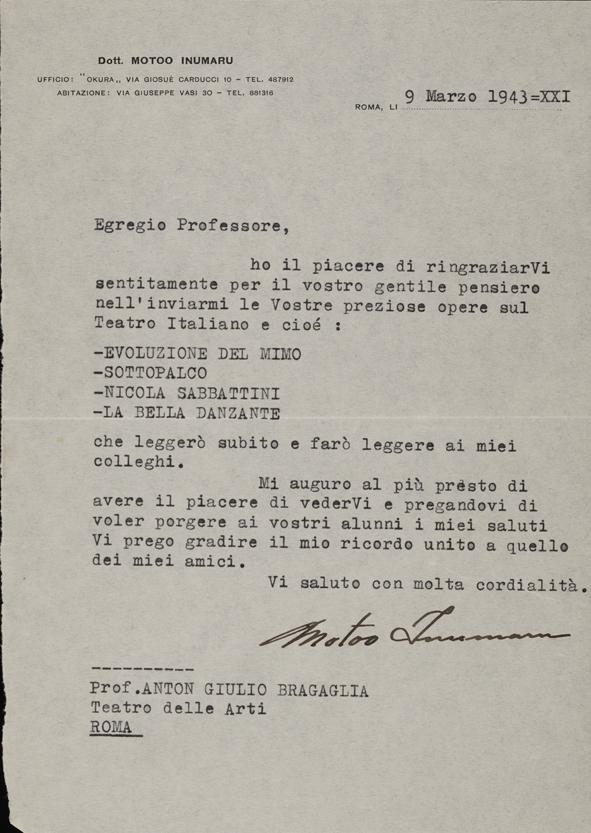 Dott. MOTOO INUMARU
UFFICIO: "OKURA„ VIA GIOSUÈ CARDUCCI 10 – TEL. 487912
ABITAZIONE: VIA GIUSEPPE VASI 30 – TEL. 881316
ROMA, LI 9 Marzo 1943=XXI
Egregio Professore,
ho il piacere di ringraziarVi
sentitamente per il vostro gentile pensiero
nell'inviarmi le Vostre preziose opere sul
Teatro Italiano e cioé :
-EVOLUZIONE DEL MIMO
-SOTTOPALCO
-NICOLA SABBATTINI
-LA BELLA DANZANTE
che leggerò subito e farò leggere ai miei
colleghi.
Mi auguro al più prèsto di
avere il piacere di vederVi e pregandovi di
voler porgere ai vostri alunni i miei saluti
Vi prego gradire il mio ricordo unito a quello
dei miei amici.
Vi saluto con molta cordialità.
Motoo Inumaru
----------
Prof.ANTON GIULIO BRAGAGLIA
Teatro delle Arti
ROMA